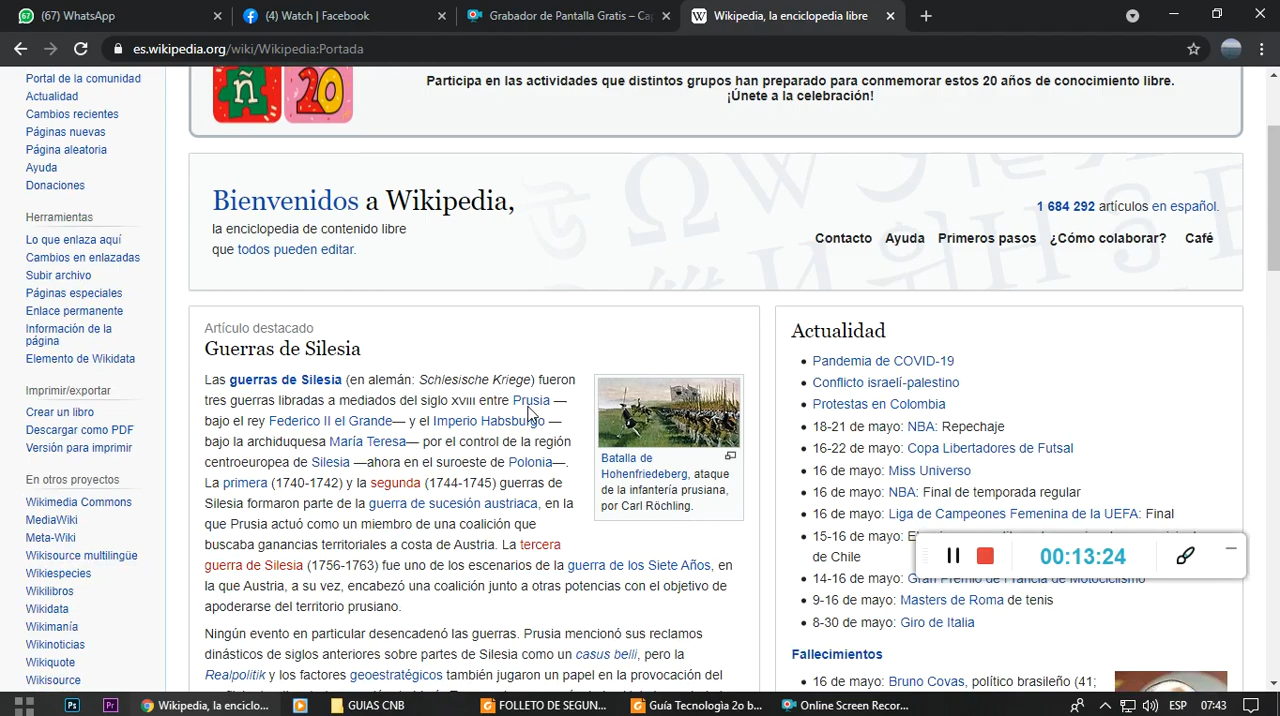 (67) WhatsApp
(4) Watch | Facebook
Grabador de Pantalla Gratis – Ca
Wikipedia, la enciclopedia libre
es.wikipedia.org/wiki/Wikipedia:Portada
Portal de la comunidad
Actualidad
Cambios recientes
Páginas nuevas
Página aleatoria
Ayuda
Donaciones
Herramientas
Lo que enlaza aquí
Cambios en enlazadas
Subir archivo
Páginas especiales
Enlace permanente
Información de la
página
Elemento de Wikidata
Imprimir/exportar
Crear un libro
Descargar como PDF
Versión para imprimir
En otros proyectos
Wikimedia Commons
MediaWiki
Meta-Wiki
Wikisource multilingüe
Wikispecies
Wikilibros
Wikidata
Wikimanía
Wikinoticias
Wikiquote
Wikisource
ñ 20
Participa en las actividades que distintos grupos han preparado para conmemorar estos 20 años de conocimiento libre.
¡Únete a la celebración!
Bienvenidos a Wikipedia,
la enciclopedia de contenido libre
que todos pueden editar.
1 684 292 artículos en español.
Contacto Ayuda Primeros pasos ¿Cómo colaborar? Café
Artículo destacado
Guerras de Silesia
Las guerras de Silesia (en alemán: Schlesische Kriege) fueron
tres guerras libradas a mediados del siglo XVIII entre Prusia —
bajo el rey Federico II el Grande— y el Imperio Habsburgo —
bajo la archiduquesa María Teresa— por el control de la región
centroeuropea de Silesia —ahora en el suroeste de Polonia—.
La primera (1740-1742) y la segunda (1744-1745) guerras de
Silesia formaron parte de la guerra de sucesión austriaca, en la
que Prusia actuó como un miembro de una coalición que
buscaba ganancias territoriales a costa de Austria. La tercera
guerra de Silesia (1756-1763) fue uno de los escenarios de la guerra de los Siete Años, en
la que Austria, a su vez, encabezó una coalición junto a otras potencias con el objetivo de
apoderarse del territorio prusiano.
Ningún evento en particular desencadenó las guerras. Prusia mencionó sus reclamos
dinásticos de siglos anteriores sobre partes de Silesia como un casus belli, pero la
Realpolitik y los factores geoestratégicos también jugaron un papel en la provocación del
Batalla de
Hohenfriedeberg, ataque
de la infantería prusiana,
por Carl Röchling.
Actualidad
Pandemia de COVID-19
Conflicto israelí-palestino
Protestas en Colombia
18-21 de mayo: NBA: Repechaje
16-22 de mayo: Copa Libertadores de Futsal
16 de mayo: Miss Universo
16 de mayo: NBA: Final de temporada regular
16 de mayo: Liga de Campeones Femenina de la UEFA: Final
15-16 de mayo:
de Chile
14-16 de mayo: Gran Premio de Francia de Motociclismo
9-16 de mayo: Masters de Roma de tenis
8-30 de mayo: Giro de Italia
Fallecimientos
16 de mayo: Bruno Covas, político brasileño (41;
00:13:24
Ps
Pr
Wikipedia, la enciclo...
GUIAS CNB
FOLLETO DE SEGUN...
Guía Tecnología 2o b...
Online Screen Recor...
ESP
07:43